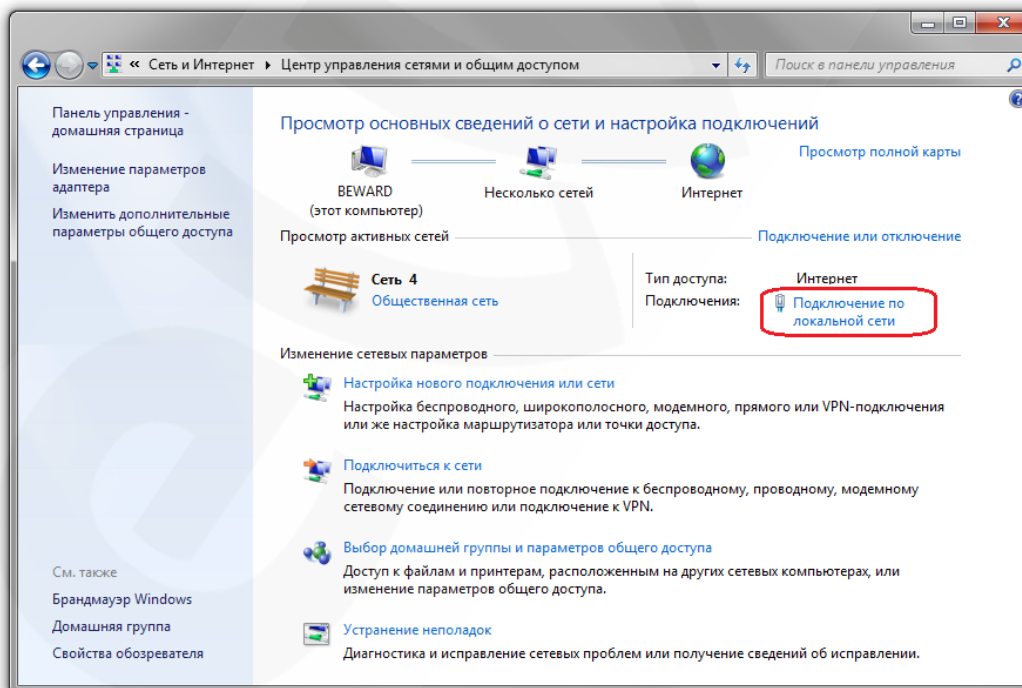 « Сеть и Интернет ▸ Центр управления сетями и общим доступом
Поиск в панели управления
Панель управления -
домашняя страница
Изменение параметров
адаптера
Изменить дополнительные
параметры общего доступа
См. также
Брандмауэр Windows
Домашняя группа
Свойства обозревателя
Просмотр основных сведений о сети и настройка подключений
BEWARD
(этот компьютер)
Несколько сетей
Интернет
Просмотр полной карты
Просмотр активных сетей
Подключение или отключение
Сеть 4
Общественная сеть
Тип доступа: Интернет
Подключения: Подключение по
локальной сети
Изменение сетевых параметров
Настройка нового подключения или сети
Настройка беспроводного, широкополосного, модемного, прямого или VPN-подключения
или же настройка маршрутизатора или точки доступа.
Подключиться к сети
Подключение или повторное подключение к беспроводному, проводному, модемному
сетевому соединению или подключение к VPN.
Выбор домашней группы и параметров общего доступа
Доступ к файлам и принтерам, расположенным на других сетевых компьютерах, или
изменение параметров общего доступа.
Устранение неполадок
Диагностика и исправление сетевых проблем или получение сведений об исправлении.